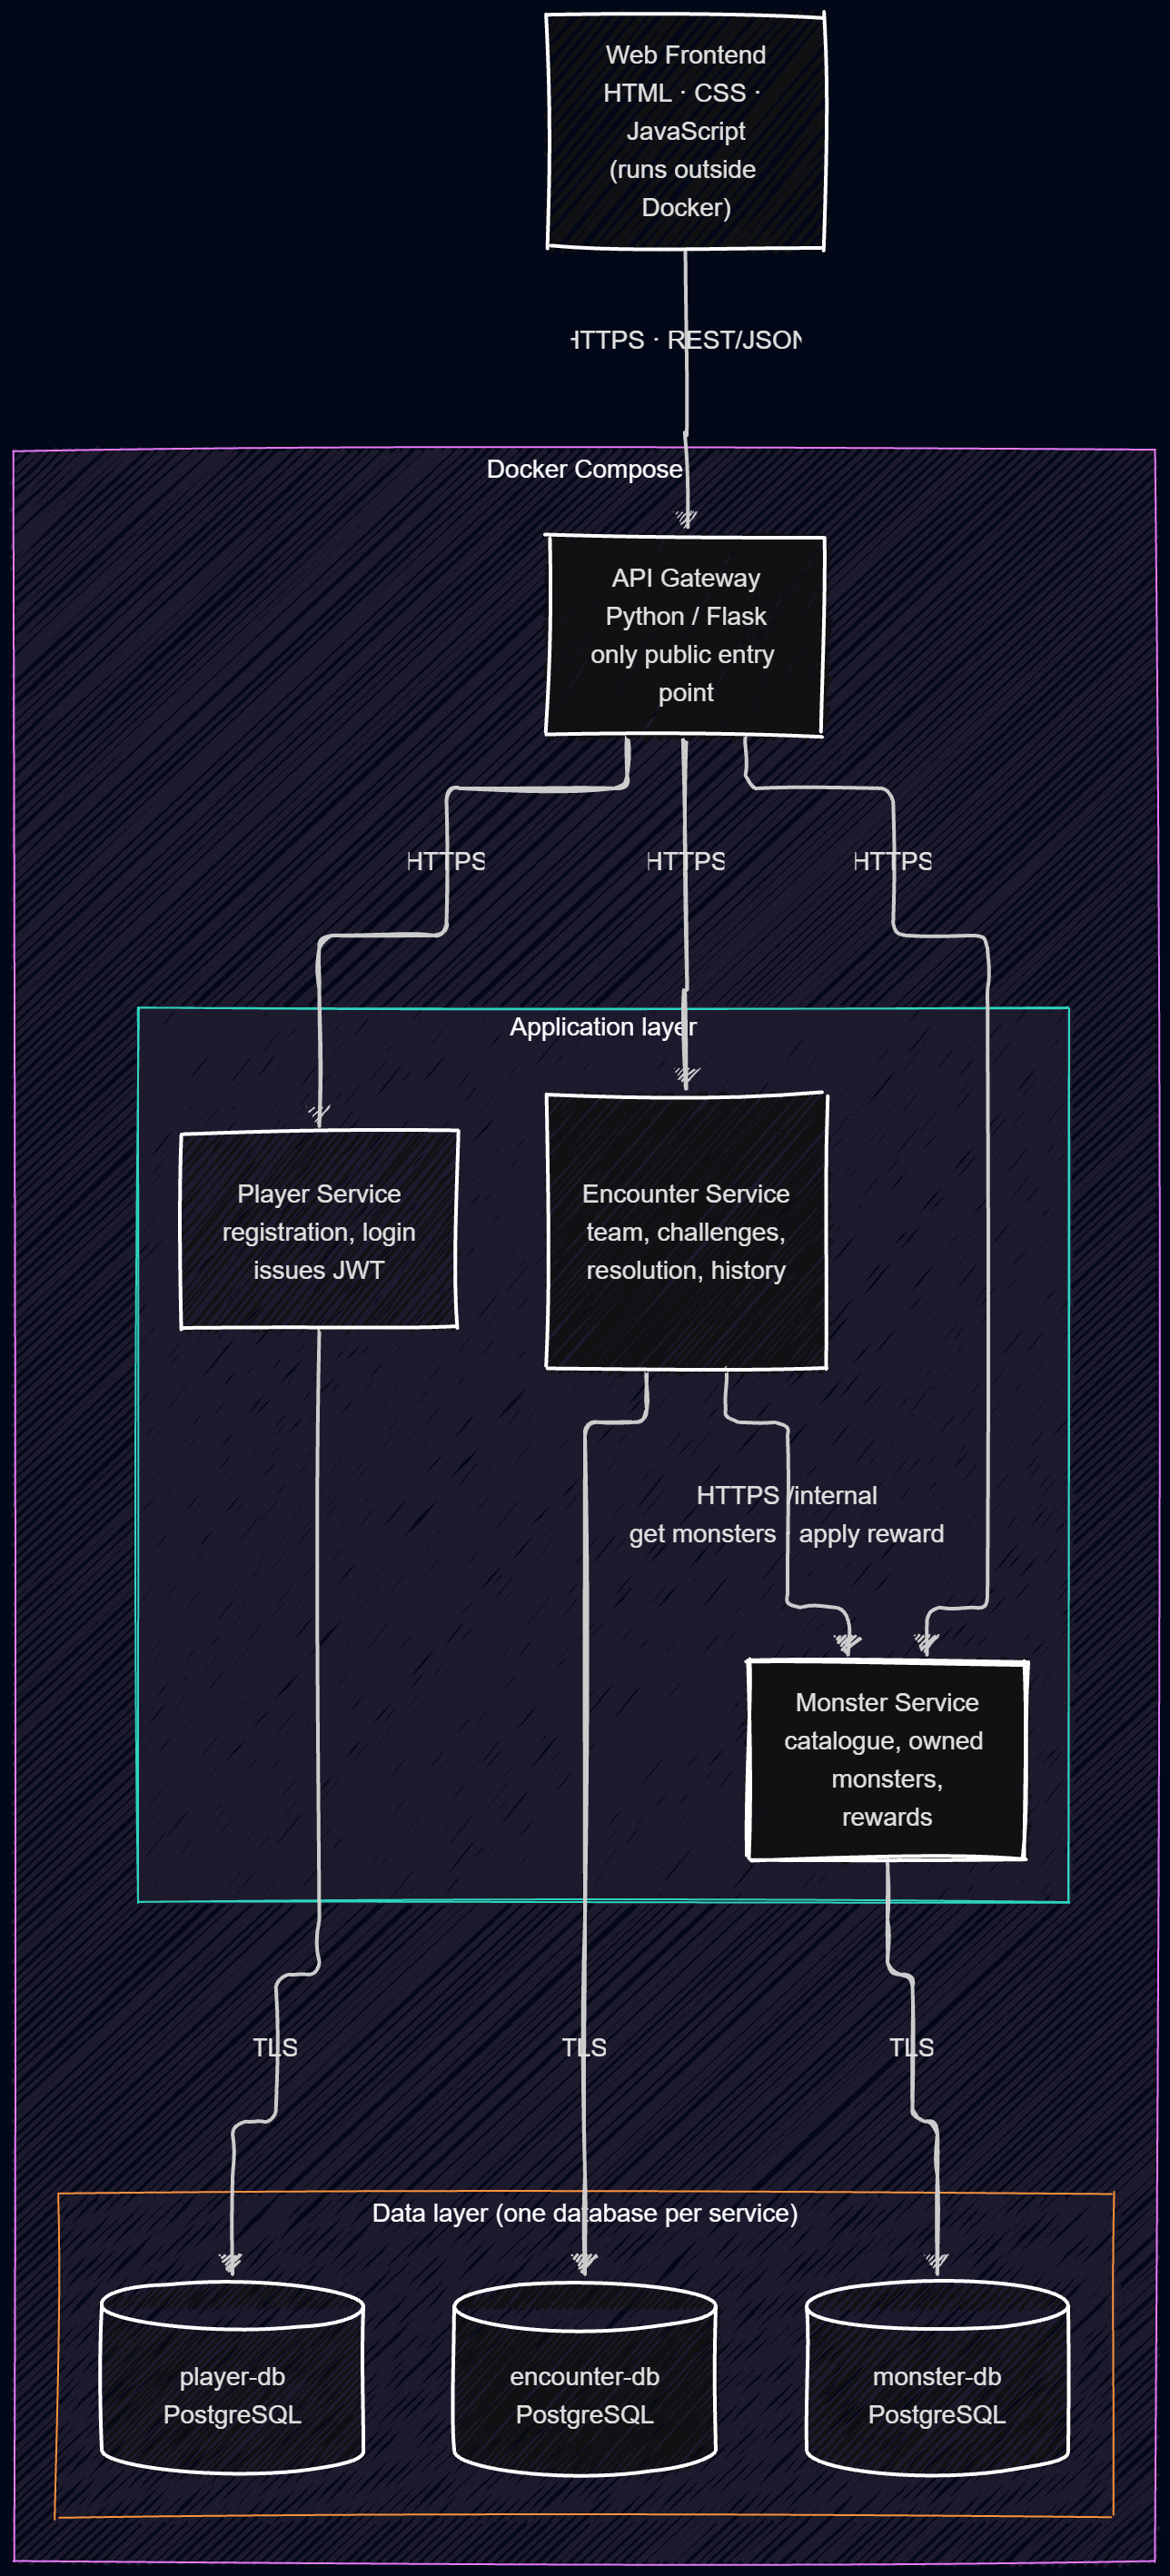 Web Frontend
HTML · CSS ·
JavaScript
(runs outside
Docker)
HTTPS · REST/JSON
Docker Compose
API Gateway
Python / Flask
only public entry
point
HTTPS
HTTPS
HTTPS
Application layer
Player Service
registration, login
issues JWT
Encounter Service
team, challenges,
resolution, history
HTTPS /internal
get monsters · apply reward
Monster Service
catalogue, owned
monsters,
rewards
TLS
TLS
TLS
Data layer (one database per service)
player-db
PostgreSQL
encounter-db
PostgreSQL
monster-db
PostgreSQL